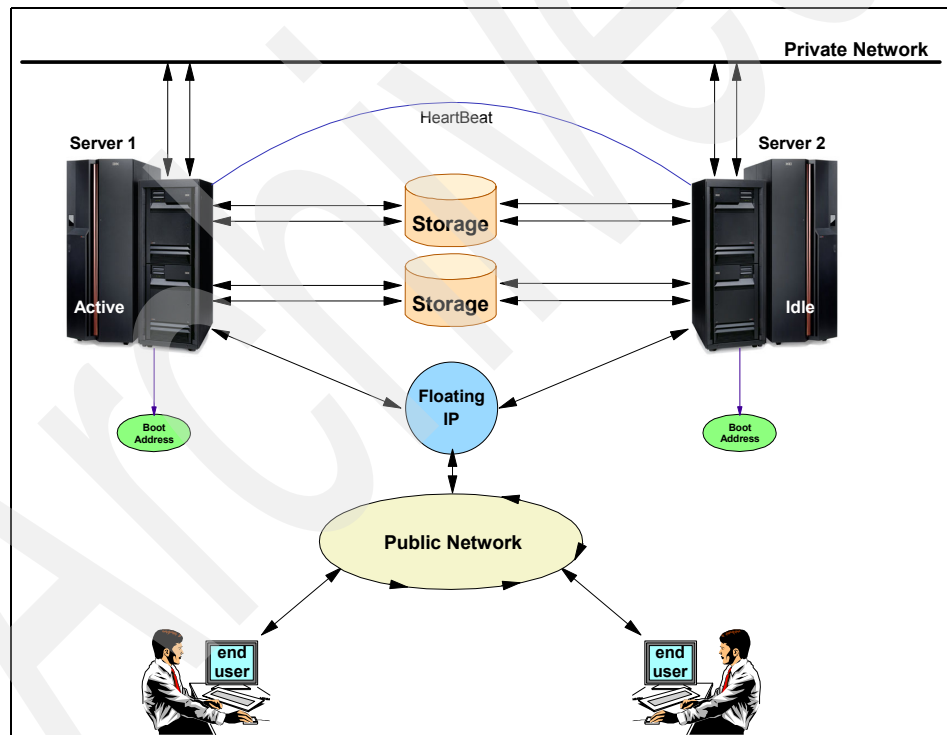 Private Network
HeartBeat
Server 1
Server 2
Storage
Storage
Active
Idle
Floating
IP
Boot
Address
Boot
Address
Public Network
end
user
end
user
Archived